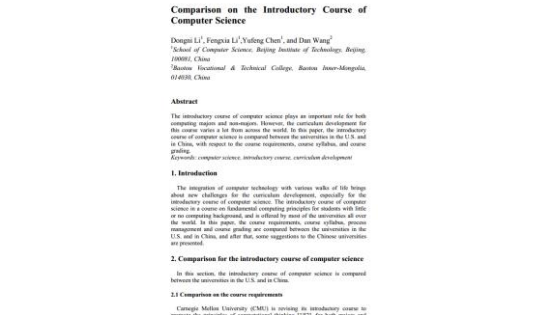 Comparison on the Introductory Course of
Computer Science
Dongni Li¹, Fengxia Li¹,Yufeng Chen¹, and Dan Wang²
¹School of Computer Science, Beijing Institute of Technology, Beijing,
100081, China
²Baotou Vocational & Technical College, Baotou Inner-Mongolia,
014030, China
Abstract
The introductory course of computer science plays an important role for both
computing majors and non-majors. However, the curriculum development for
this course varies a lot from across the world. In this paper, the introductory
course of computer science is compared between the universities in the U.S. and
in China, with respect to the course requirements, course syllabus, and course
grading.
Keywords: computer science, introductory course, curriculum development
1. Introduction
The integration of computer technology with various walks of life brings
about new challenges for the curriculum development, especially for the
introductory course of computer science. The introductory course of computer
science is a course on fundamental computing principles for students with little
or no computing background, and is offered by most of the universities all over
the world. In this paper, the course requirements, course syllabus, process
management and course grading are compared between the universities in the
U.S. and in China, and after that, some suggestions to the Chinese universities
are presented.
2. Comparison for the introductory course of computer science
In this section, the introductory course of computer science is compared
between the universities in the U.S. and in China.
2.1 Comparison on the course requirements
Carnegie Mellon University (CMU) is revising its introductory course to